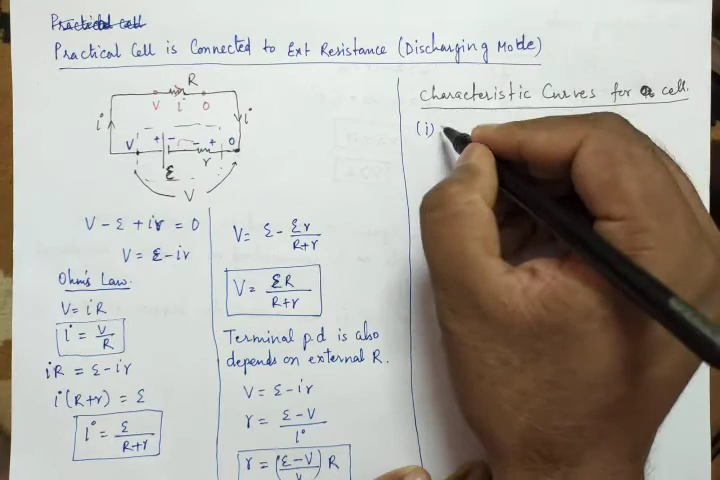 Practical cell
Practical Cell is Connected to Ext Resistance (Discharging Mode)
R
V i 0
i i
V + - - + 0
ε r
V
V - ε + ir = 0
V = ε - ir
Ohm's Law.
V = iR
i = V/R
iR = ε - ir
i(R+r) = ε
i = ε/(R+r)
V = ε - εr/(R+r)
V = εR/(R+r)
Terminal p.d is also
depends on external R.
V = ε - ir
r = (ε-V)/i
r = ((ε-V)/V) R
Characteristic Curves for a cell.
(i)